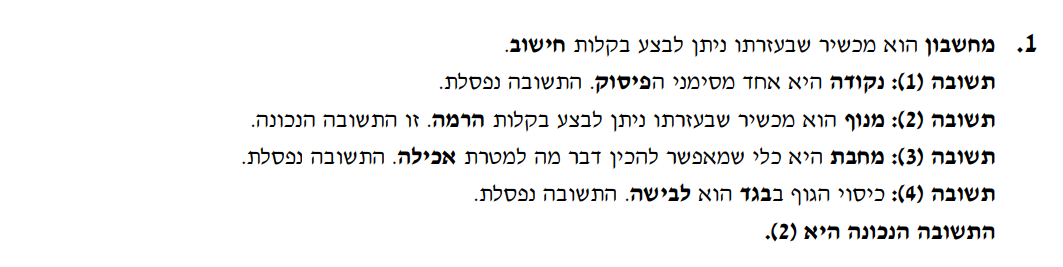 1. מחשבון הוא מכשיר שבעזרתו ניתן לבצע בקלות חישוב.
תשובה (1): נקודה היא אחד מסימני הפיסוק. התשובה נפסלת.
תשובה (2): מנוף הוא מכשיר שבעזרתו ניתן לבצע בקלות הרמה. זו התשובה הנכונה.
תשובה (3): מחבת היא כלי שמאפשר להכין דבר מה למטרת אכילה. התשובה נפסלת.
תשובה (4): כיסוי הגוף בבגד הוא לבישה. התשובה נפסלת.
התשובה הנכונה היא (2).